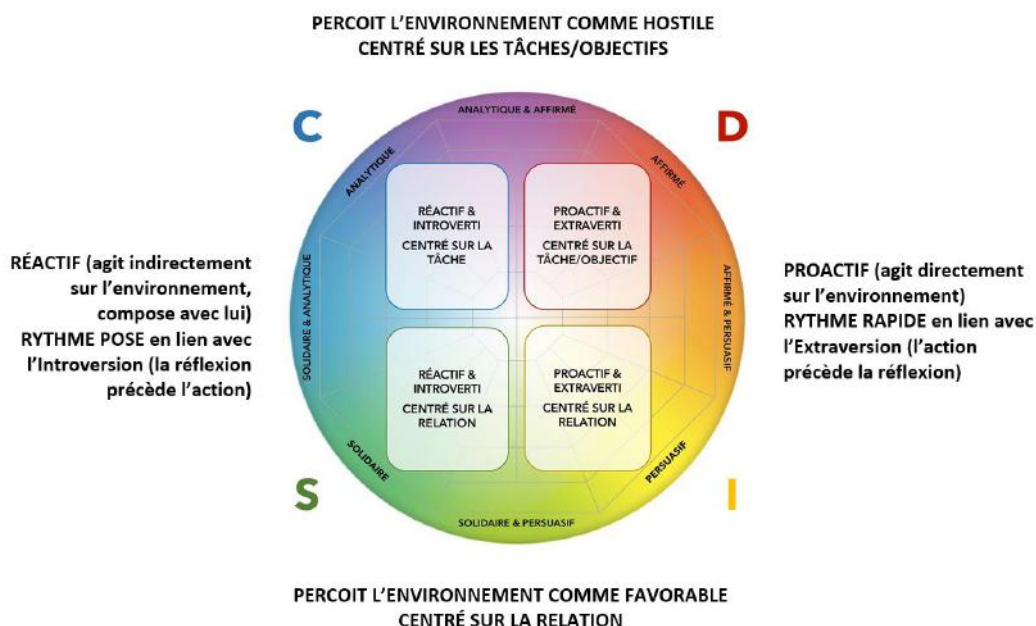 PERCOIT L’ENVIRONNEMENT COMME HOSTILE
CENTRÉ SUR LES TÂCHES/OBJECTIFS
C
ANALYTIQUE & AFFIRMÉ
D
ANALYTIQUE
AFFIRMÉ
RÉACTIF &
INTROVERTI
CENTRÉ SUR LA
TÂCHE
PROACTIF &
EXTRAVERTI
CENTRÉ SUR LA
TÂCHE/OBJECTIF
RÉACTIF (agit indirectement
sur l’environnement,
compose avec lui)
RYTHME POSE en lien avec
l’Introversion (la réflexion
précède l’action)
SOLIDAIRE & ANALYTIQUE
AFFIRMÉ & PERSUASIF
PROACTIF (agit directement
sur l’environnement)
RYTHME RAPIDE en lien avec
l’Extraversion (l’action
précède la réflexion)
RÉACTIF &
INTROVERTI
CENTRÉ SUR LA
RELATION
PROACTIF &
EXTRAVERTI
CENTRÉ SUR LA
RELATION
SOLIDAIRE
PERSUASIF
S
SOLIDAIRE & PERSUASIF
I
PERCOIT L’ENVIRONNEMENT COMME FAVORABLE
CENTRÉ SUR LA RELATION